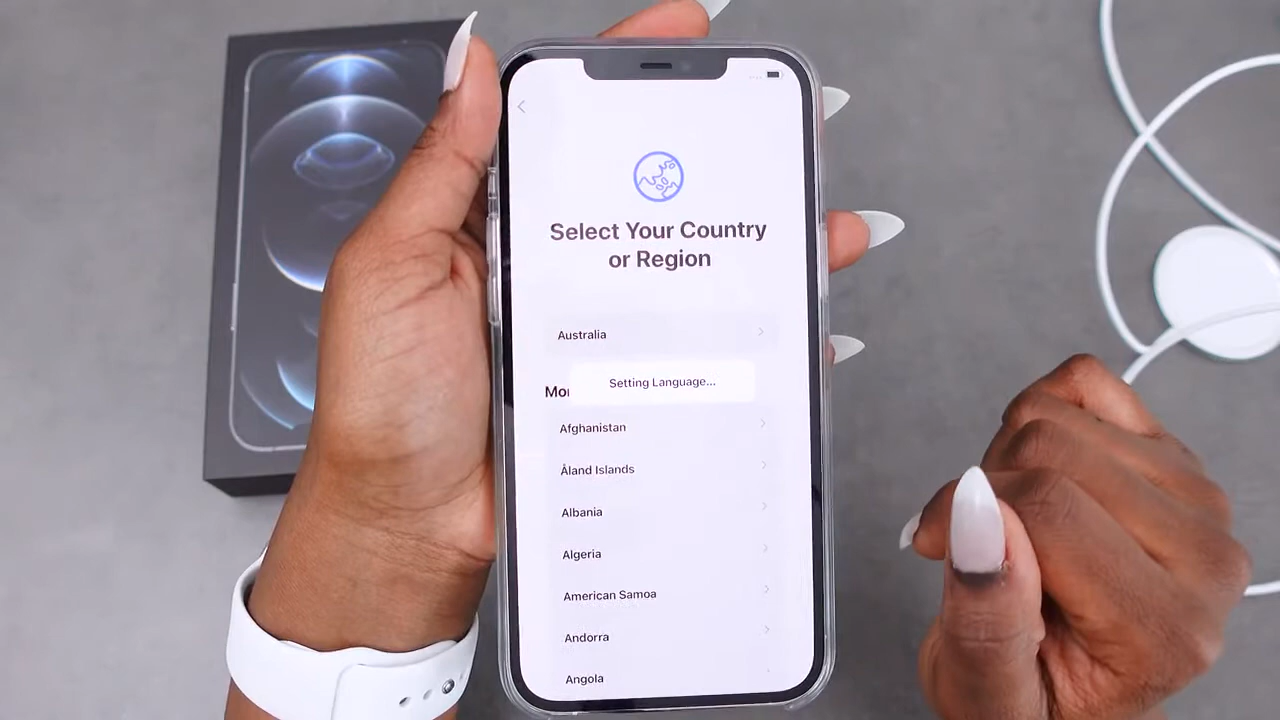 Select Your Country
or Region
Australia
Setting Language...
Afghanistan
Åland Islands
Albania
Algeria
American Samoa
Andorra
Angola